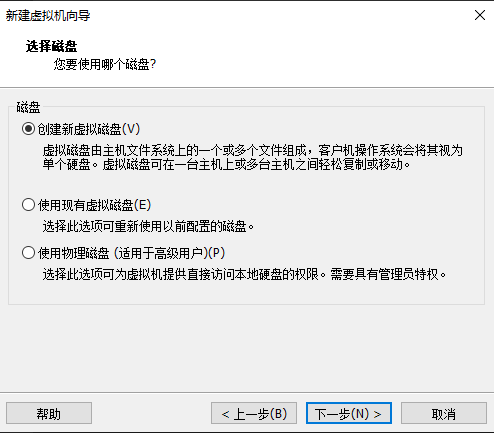 新建虚拟机向导
选择磁盘
您要使用哪个磁盘?
磁盘
创建新虚拟磁盘(V)
虚拟磁盘由主机文件系统上的一个或多个文件组成，客户机操作系统会将其视为
单个硬盘。虚拟磁盘可在一台主机上或多台主机之间轻松复制或移动。
使用现有虚拟磁盘(E)
选择此选项可重新使用以前配置的磁盘。
使用物理磁盘 (适用于高级用户)(P)
选择此选项可为虚拟机提供直接访问本地硬盘的权限。需要具有管理员特权。
帮助
< 上一步(B)
下一步(N) >
取消